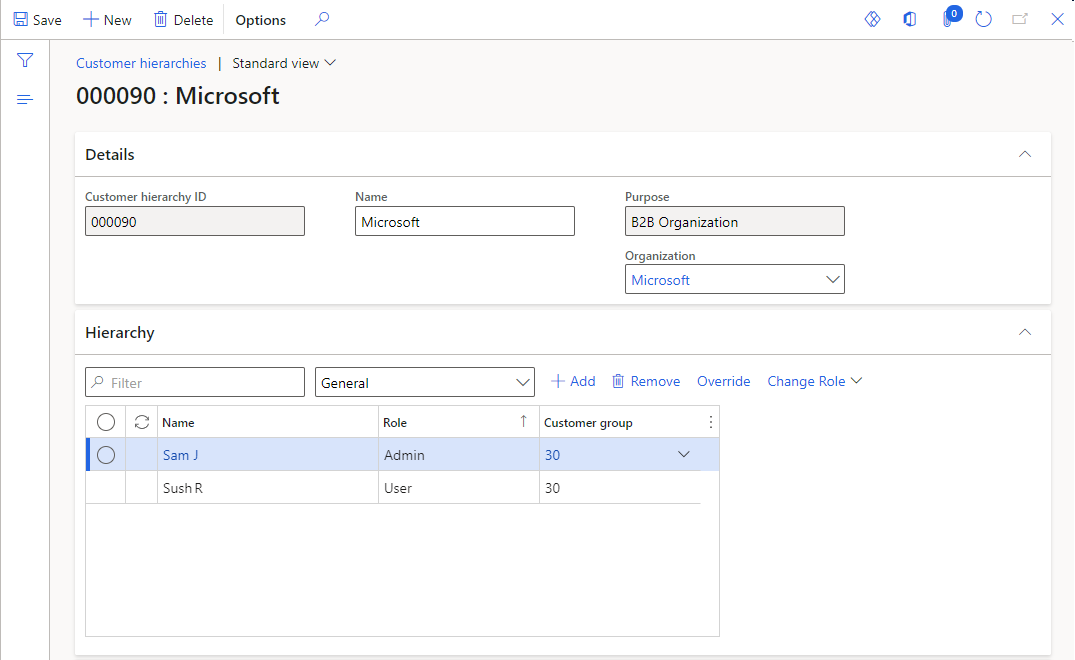 Save New Delete Options
0
Customer hierarchies | Standard view
000090 : Microsoft
Details
Customer hierarchy ID Name Purpose
000090 Microsoft B2B Organization
Organization
Microsoft
Hierarchy
Filter General Add Remove Override Change Role
Name Role Customer group
Sam J Admin 30
Sush R User 30